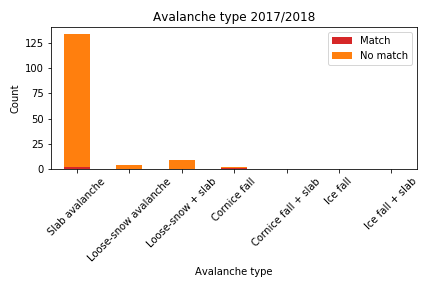 Avalanche type 2017/2018
Match
No match
125
100
75
50
25
0
Count
Slab avalanche
Loose-snow avalanche
Loose-snow + slab
Cornice fall
Cornice fall + slab
Ice fall
Ice fall + slab
Avalanche type